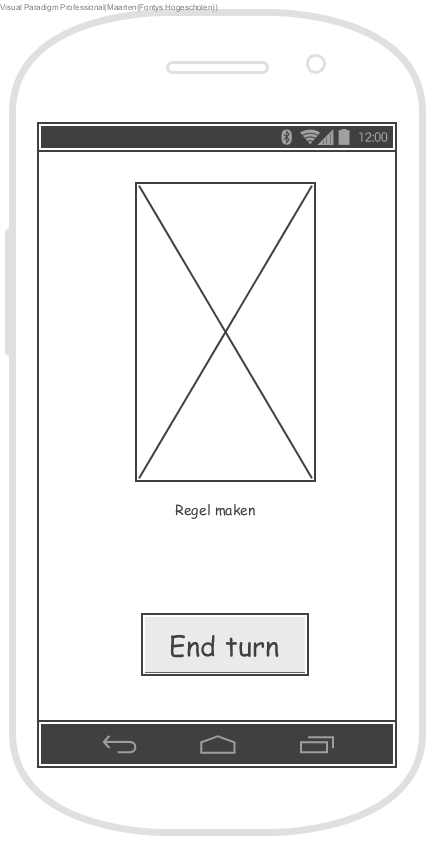 Visual Paradigm Professional(Maarten(Fontys Hogescholen))
12:00
Regel maken
End turn